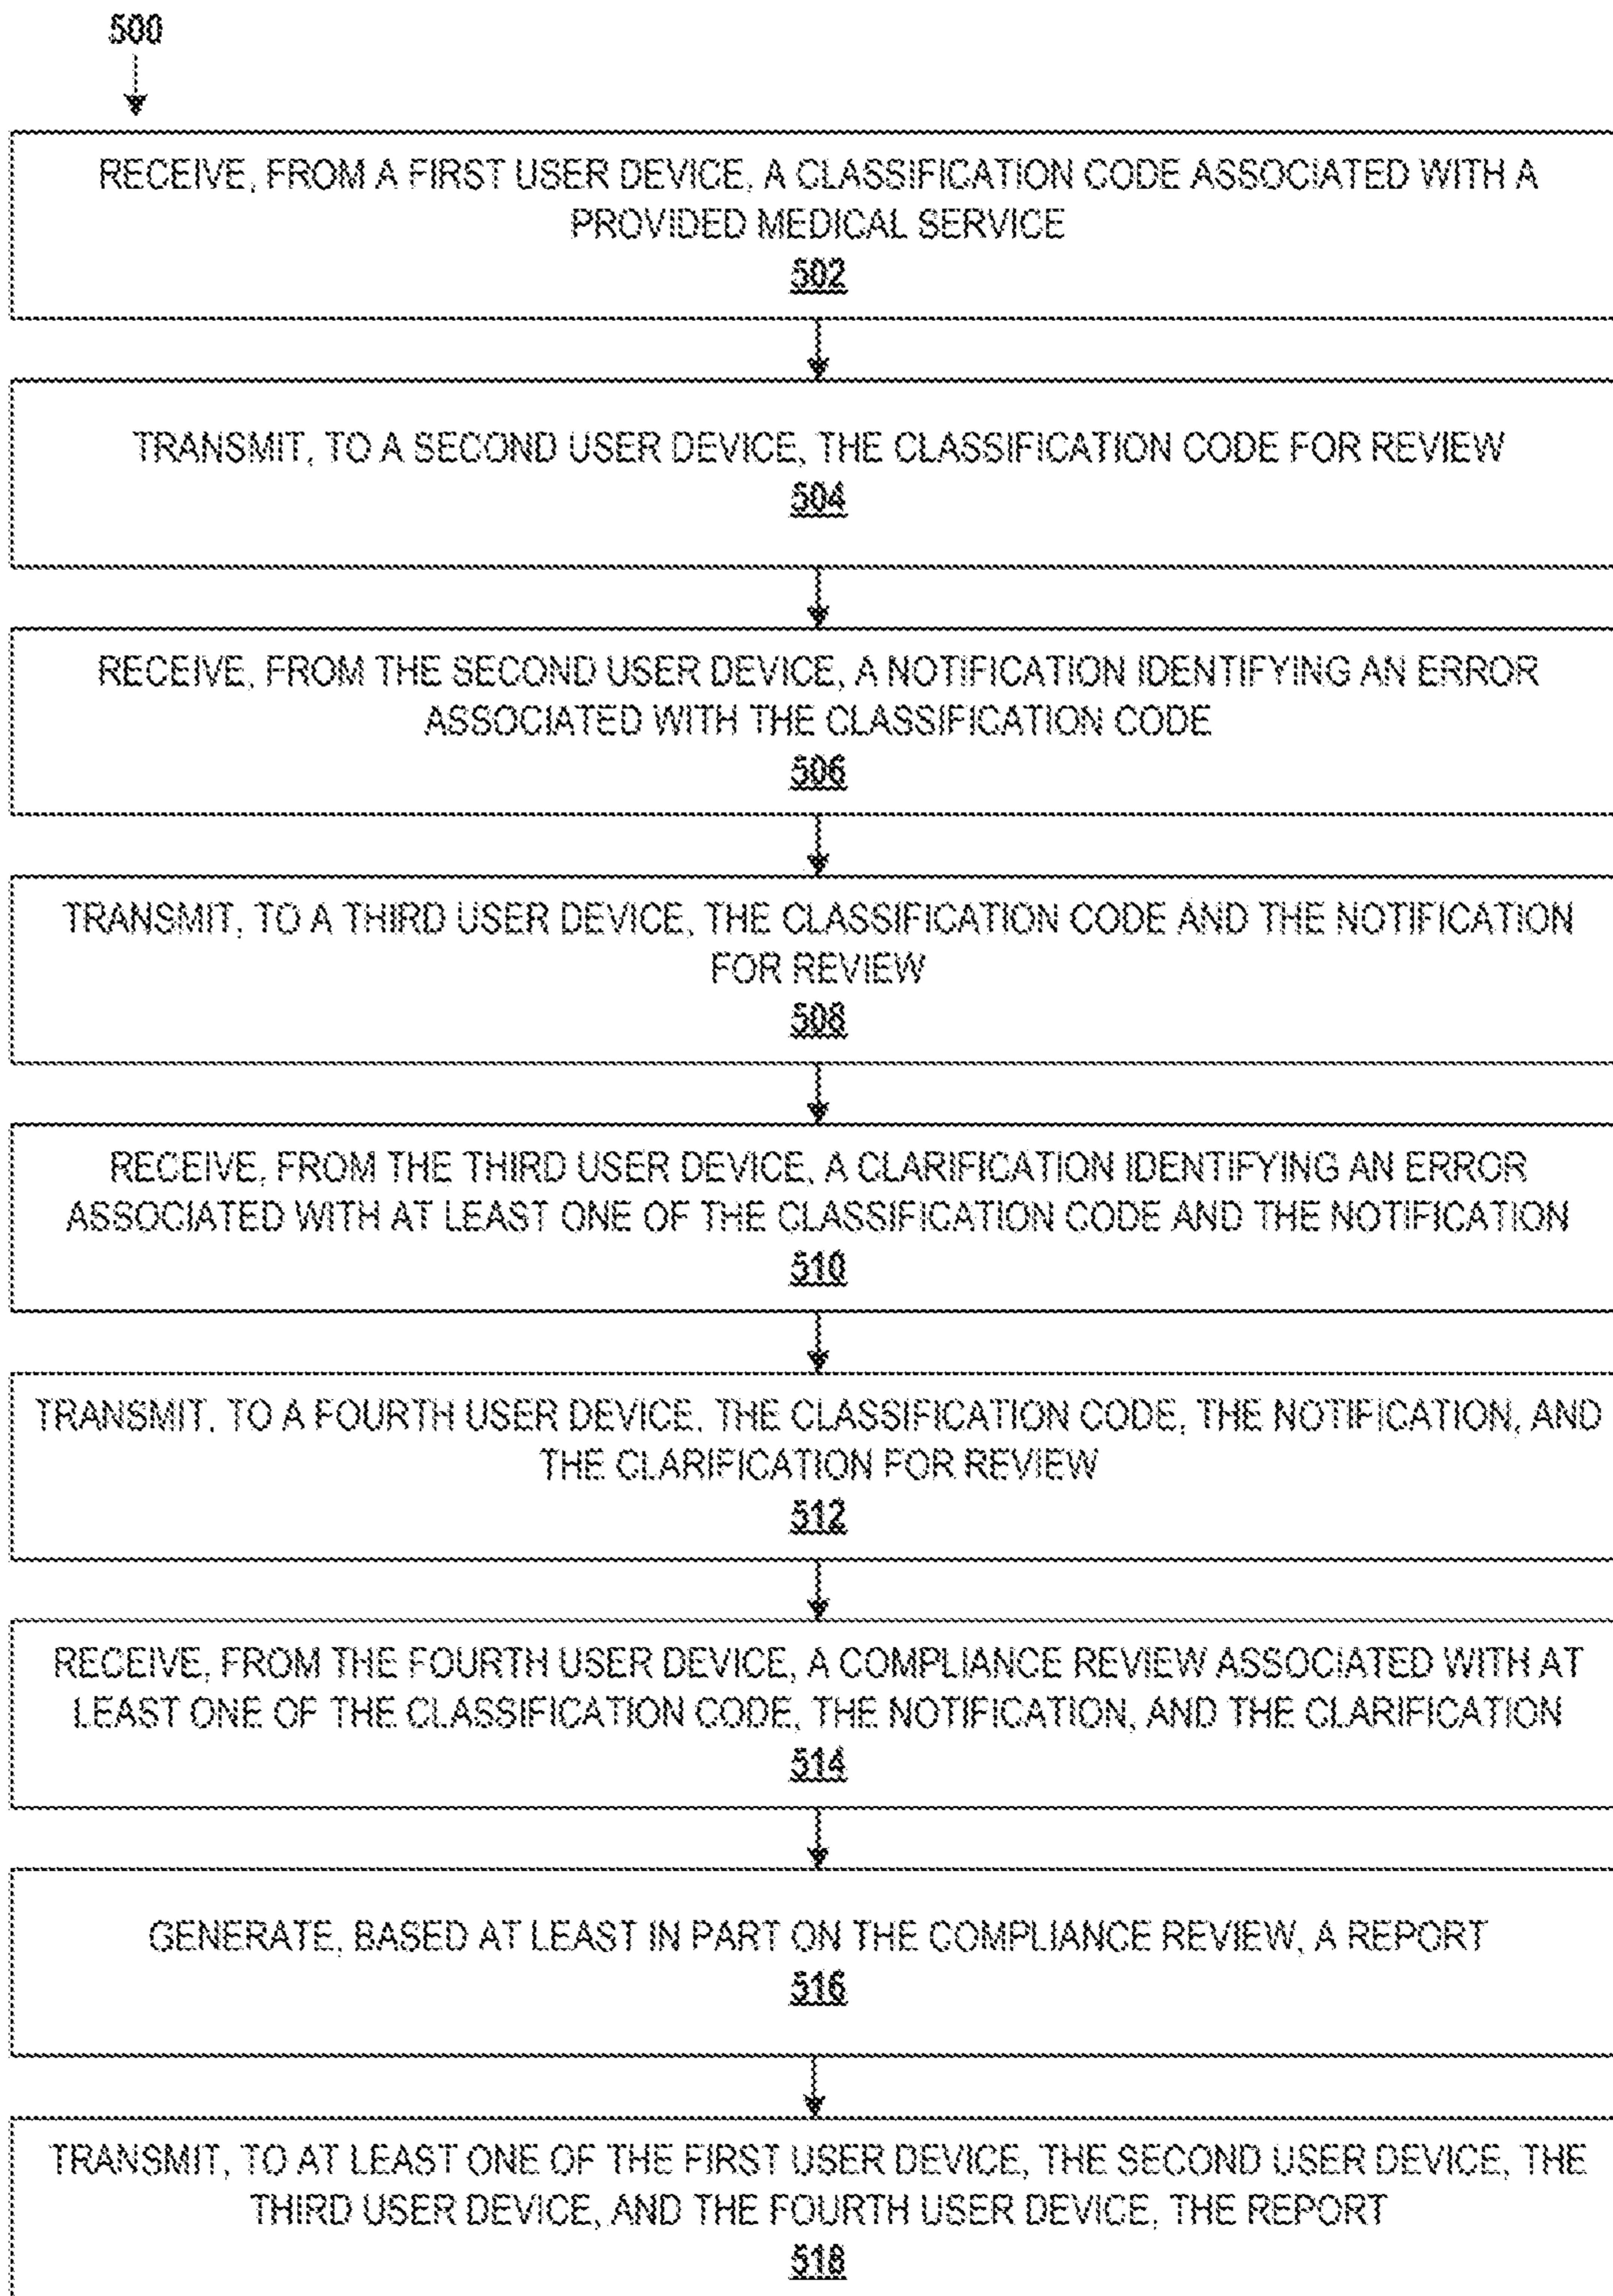 500
RECEIVE, FROM A FIRST USER DEVICE, A CLASSIFICATION CODE ASSOCIATED WITH A
PROVIDED MEDICAL SERVICE
502
TRANSMIT, TO A SECOND USER DEVICE, THE CLASSIFICATION CODE FOR REVIEW
504
RECEIVE, FROM THE SECOND USER DEVICE, A NOTIFICATION IDENTIFYING AN ERROR
ASSOCIATED WITH THE CLASSIFICATION CODE
506
TRANSMIT, TO A THIRD USER DEVICE, THE CLASSIFICATION CODE AND THE NOTIFICATION
FOR REVIEW
508
RECEIVE, FROM THE THIRD USER DEVICE, A CLARIFICATION IDENTIFYING AN ERROR
ASSOCIATED WITH AT LEAST ONE OF THE CLASSIFICATION CODE AND THE NOTIFICATION
510
TRANSMIT, TO A FOURTH USER DEVICE, THE CLASSIFICATION CODE, THE NOTIFICATION, AND
THE CLARIFICATION FOR REVIEW
512
RECEIVE, FROM THE FOURTH USER DEVICE, A COMPLIANCE REVIEW ASSOCIATED WITH AT
LEAST ONE OF THE CLASSIFICATION CODE, THE NOTIFICATION, AND THE CLARIFICATION
514
GENERATE, BASED AT LEAST IN PART ON THE COMPLIANCE REVIEW, A REPORT
516
TRANSMIT, TO AT LEAST ONE OF THE FIRST USER DEVICE, THE SECOND USER DEVICE, THE
THIRD USER DEVICE, AND THE FOURTH USER DEVICE, THE REPORT
518